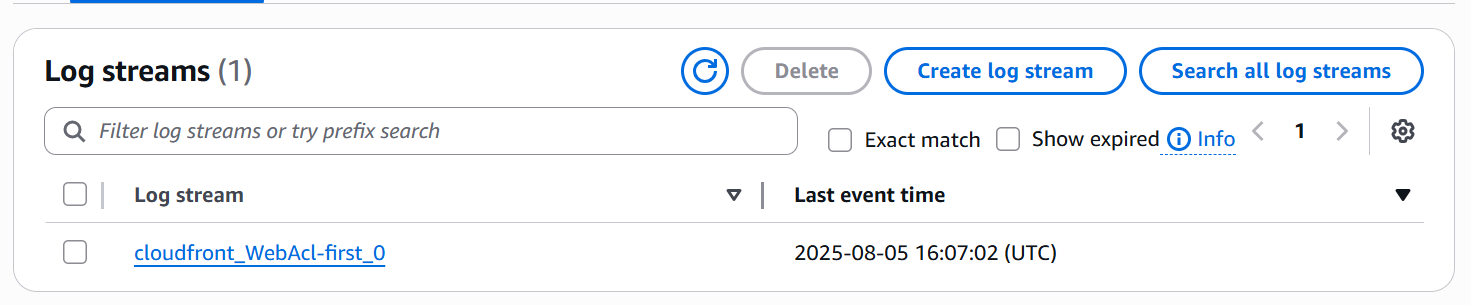 Log streams (1)
Delete
Create log stream
Search all log streams
Filter log streams or try prefix search
Exact match
Show expired
Info
1
Log stream
Last event time
cloudfront_WebAcl-first_0
2025-08-05 16:07:02 (UTC)